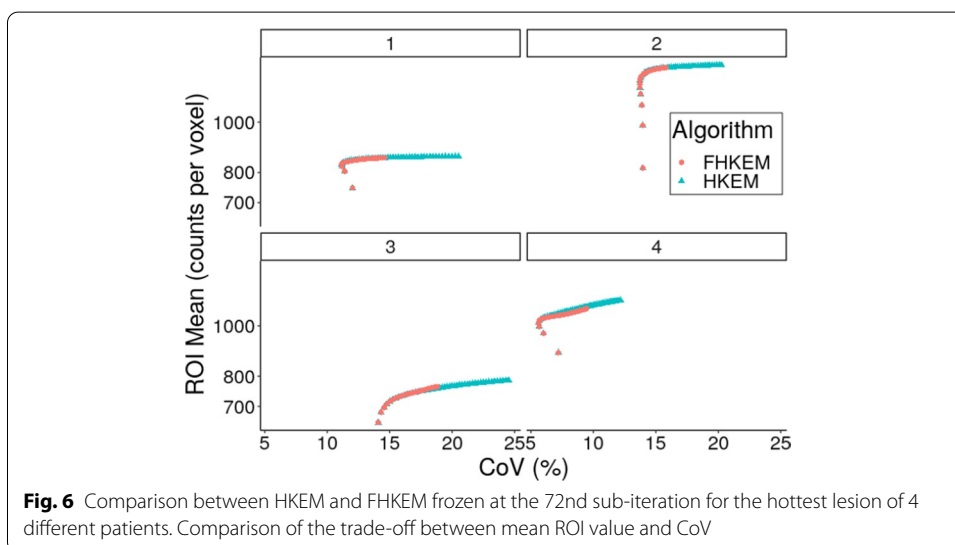 1
2
ROI Mean (counts per voxel)
1000
800
700
Algorithm
FHKEM
HKEM
3
4
1000
800
700
5
10
15
20
25
5
10
15
20
25
CoV (%)
Fig. 6 Comparison between HKEM and FHKEM frozen at the 72nd sub-iteration for the hottest lesion of 4
different patients. Comparison of the trade-off between mean ROI value and CoV